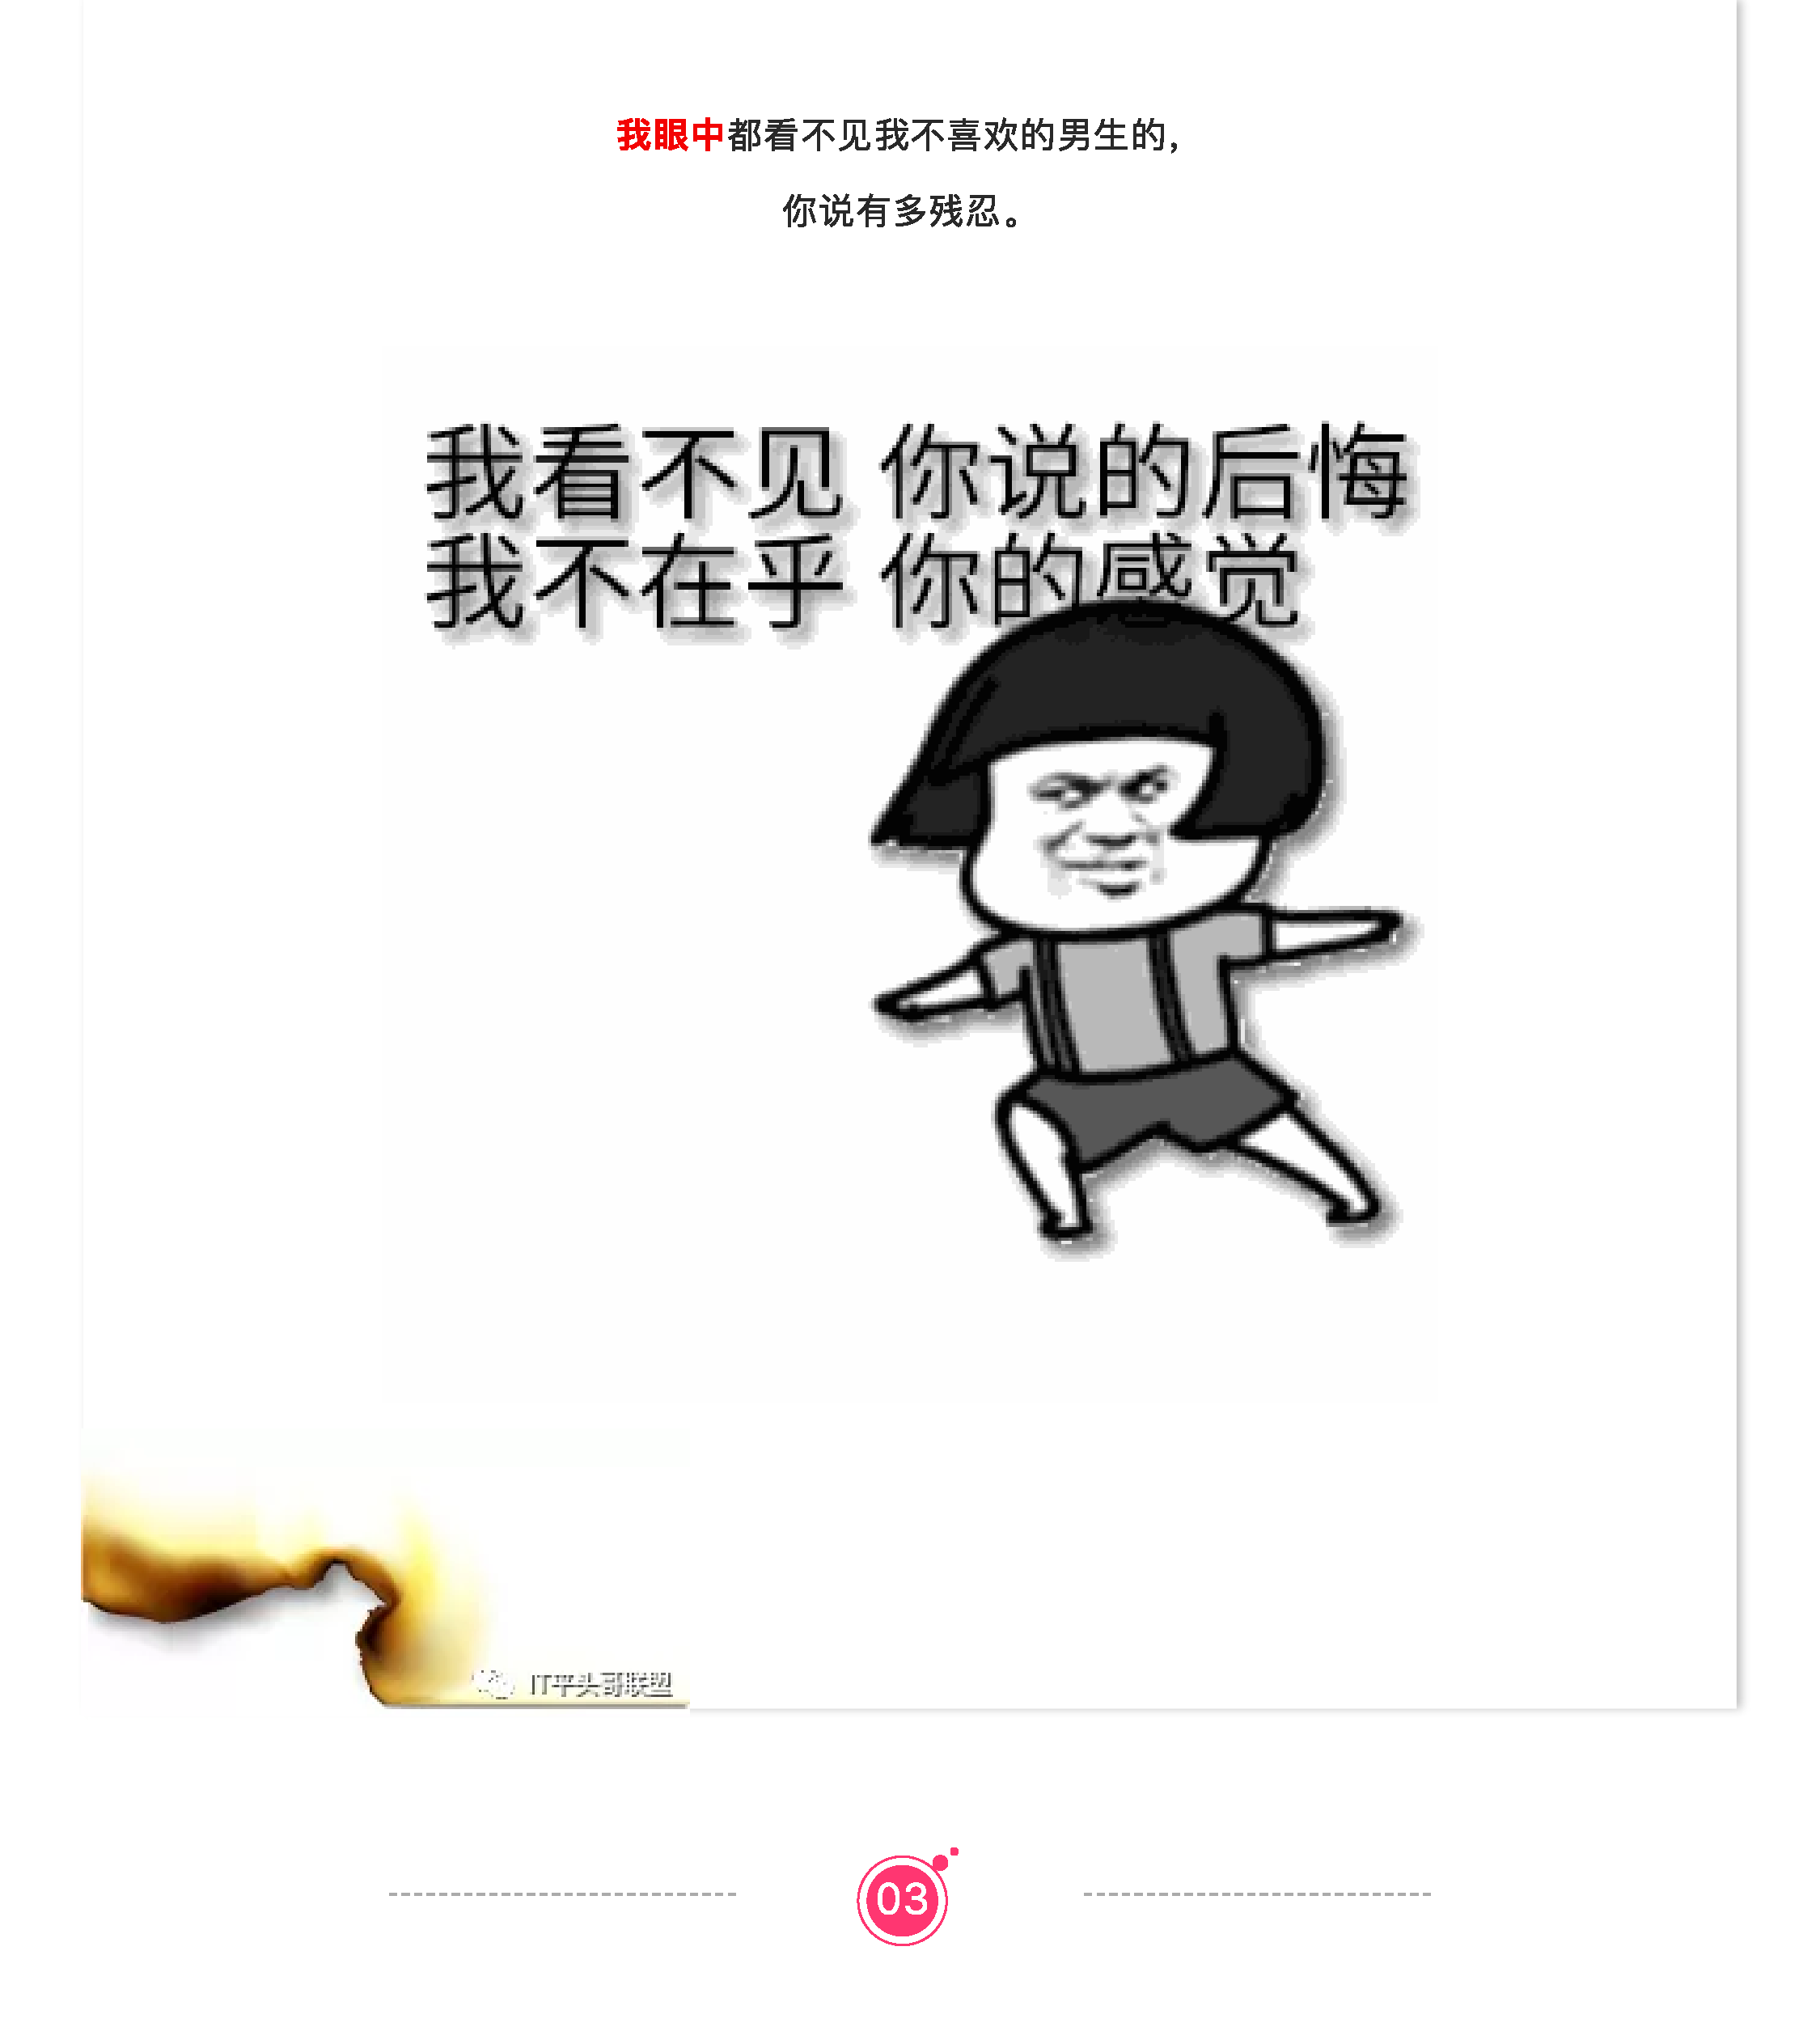 我眼中都看不见我不喜欢的男生的，
你说有多残忍。
我看不见 你说的后悔
我不在乎 你的感觉
IT平头哥联盟
03